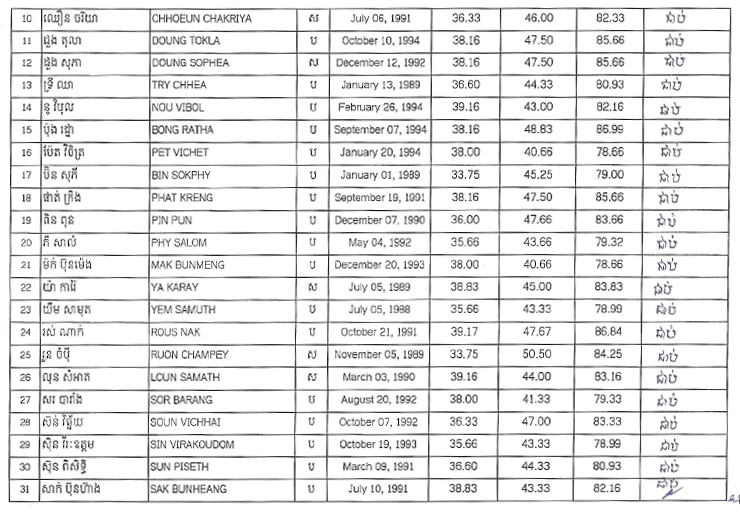 10 ឈឿន ចរិយា CHHOEUN CHAKRIYA ស July 06, 1991 36.33 46.00 82.33 ជាប់
11 ដួង តុលា DOUNG TOKLA ប October 10, 1994 38.16 47.50 85.66 ជាប់
12 ដួង សុភា DOUNG SOPHEA ស December 12, 1992 38.16 47.50 85.66 ជាប់
13 ទ្រី ឈា TRY CHHEA ប January 13, 1989 36.60 44.33 80.93 ជាប់
14 នូ វិបុល NOU VIBOL ប February 26, 1994 39.16 43.00 82.16 ជាប់
15 ប៉ុង រដ្ឋា BONG RATHA ប September 07, 1994 38.16 48.83 86.99 ជាប់
16 ប៉ែត វិចិត្រ PET VICHET ប January 20, 1994 38.00 40.66 78.66 ជាប់
17 ប៊ិន សុភី BIN SOKPHY ប January 01, 1989 33.75 45.25 79.00 ជាប់
18 ផាត់ គ្រិង PHAT KRENG ប September 19, 1991 38.16 47.50 85.66 ជាប់
19 ពិន ពុន PIN PUN ប December 07, 1990 36.00 47.66 83.66 ជាប់
20 ភី សាលំ PHY SALOM ប May 04, 1992 35.66 43.66 79.32 ជាប់
21 ម៉ក់ ប៊ុនម៉េង MAK BUNMENG ប December 20, 1993 38.00 40.66 78.66 ជាប់
22 យ៉ា ការ៉ៃ YA KARAY ស July 05, 1989 38.83 45.00 83.83 ជាប់
23 យឹម សាមុត YEM SAMUTH ប July 05, 1988 35.66 43.33 78.99 ជាប់
24 រស់ ណាក់ ROUS NAK ប October 21, 1991 39.17 47.67 86.84 ជាប់
25 រួន ចំប៉ី RUON CHAMPEY ស November 05, 1989 33.75 50.50 84.25 ជាប់
26 លួន សំអាត LOUN SAMATH ស March 03, 1990 39.16 44.00 83.16 ជាប់
27 សរ បារាំង SOR BARANG ប August 20, 1992 38.00 41.33 79.33 ជាប់
28 ស៊ន់ វិជ្ជ័យ SOUN VICHHAI ប October 07, 1992 36.33 47.00 83.33 ជាប់
29 ស៊ិន វីរៈឧត្តម SIN VIRAKOUDOM ប October 19, 1993 35.66 43.33 78.99 ជាប់
30 ស៊ុន ពិសិទ្ធិ SUN PISETH ប March 09, 1991 36.60 44.33 80.93 ជាប់
31 សាក់ ប៊ុនហ៊ាង SAK BUNHEANG ប July 10, 1991 38.83 43.33 82.16 ជាប់